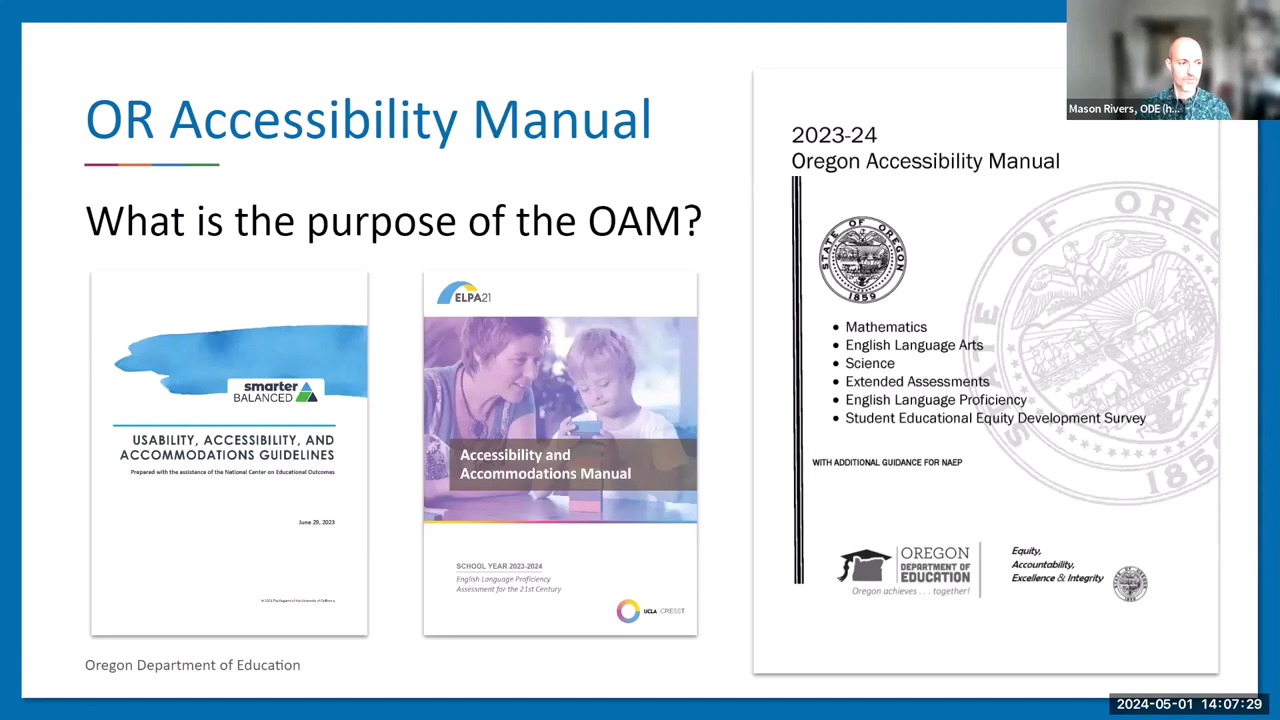 OR Accessibility Manual
What is the purpose of the OAM?
smarter
BALANCED
USABILITY, ACCESSIBILITY, AND
ACCOMMODATIONS GUIDELINES
Prepared with the assistance of the National Center on Educational Outcomes
June 29, 2023
ELPA21
Accessibility and
Accommodations Manual
SCHOOL YEAR 2023-2024
English Language Proficiency
Assessment for the 21st Century
UCLA CRESST
2023-24
Oregon Accessibility Manual
STATE OF OREGON
1859
• Mathematics
• English Language Arts
• Science
• Extended Assessments
• English Language Proficiency
• Student Educational Equity Development Survey
WITH ADDITIONAL GUIDANCE FOR NAEP
OREGON
DEPARTMENT OF
EDUCATION
Oregon achieves . . . together!
Equity,
Accountability,
Excellence & Integrity
Mason Rivers, ODE (h...
Oregon Department of Education
2024-05-01 14:07:29